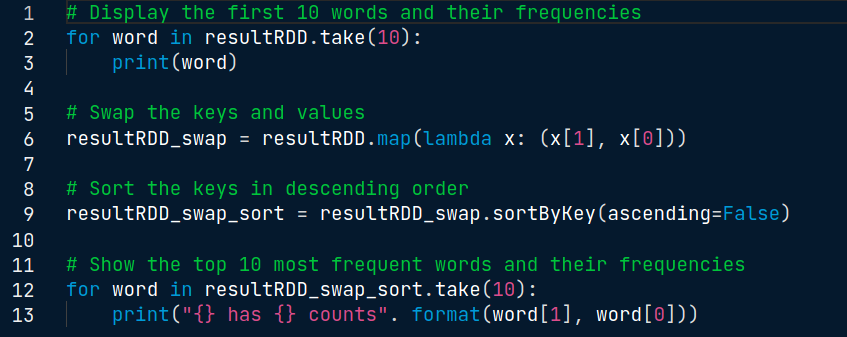 1 # Display the first 10 words and their frequencies
2 for word in resultRDD.take(10):
3     print(word)
4
5 # Swap the keys and values
6 resultRDD_swap = resultRDD.map(lambda x: (x[1], x[0]))
7
8 # Sort the keys in descending order
9 resultRDD_swap_sort = resultRDD_swap.sortByKey(ascending=False)
10
11 # Show the top 10 most frequent words and their frequencies
12 for word in resultRDD_swap_sort.take(10):
13     print("{} has {} counts". format(word[1], word[0]))